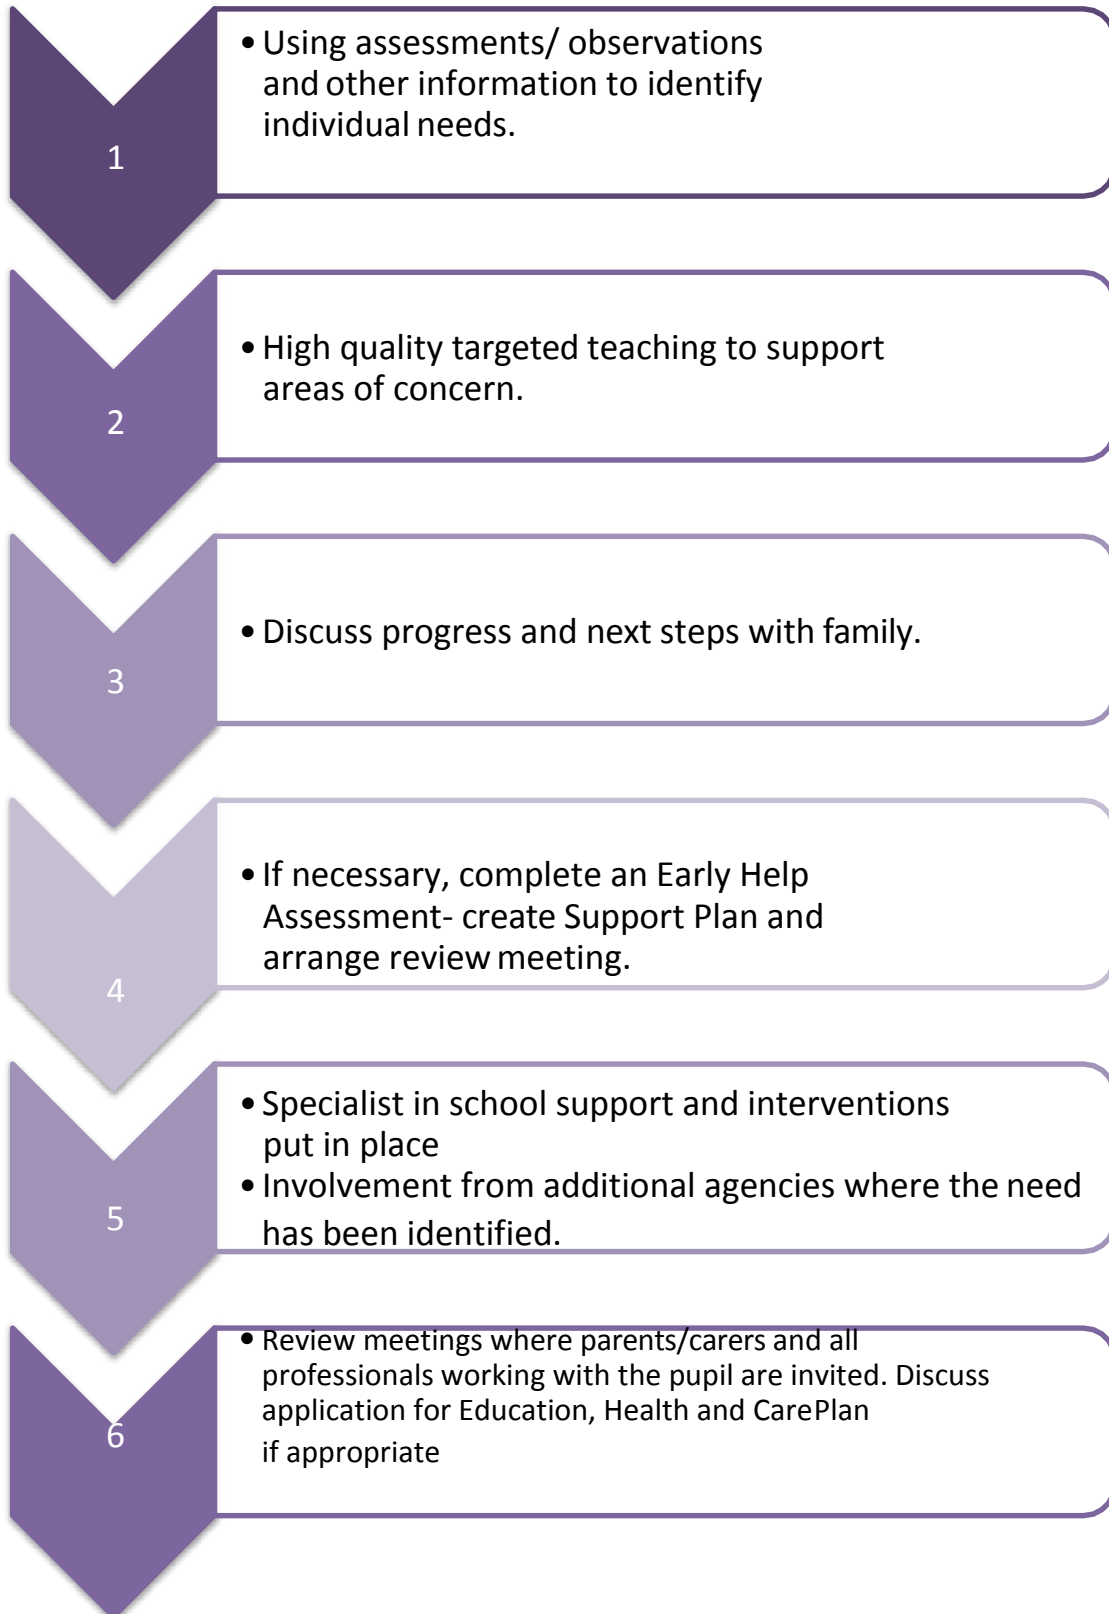 1
• Using assessments/ observations
and other information to identify
individual needs.
2
• High quality targeted teaching to support
areas of concern.
3
• Discuss progress and next steps with family.
4
• If necessary, complete an Early Help
Assessment- create Support Plan and
arrange review meeting.
5
• Specialist in school support and interventions
put in place
• Involvement from additional agencies where the need
has been identified.
6
• Review meetings where parents/carers and all
professionals working with the pupil are invited. Discuss
application for Education, Health and CarePlan
if appropriate